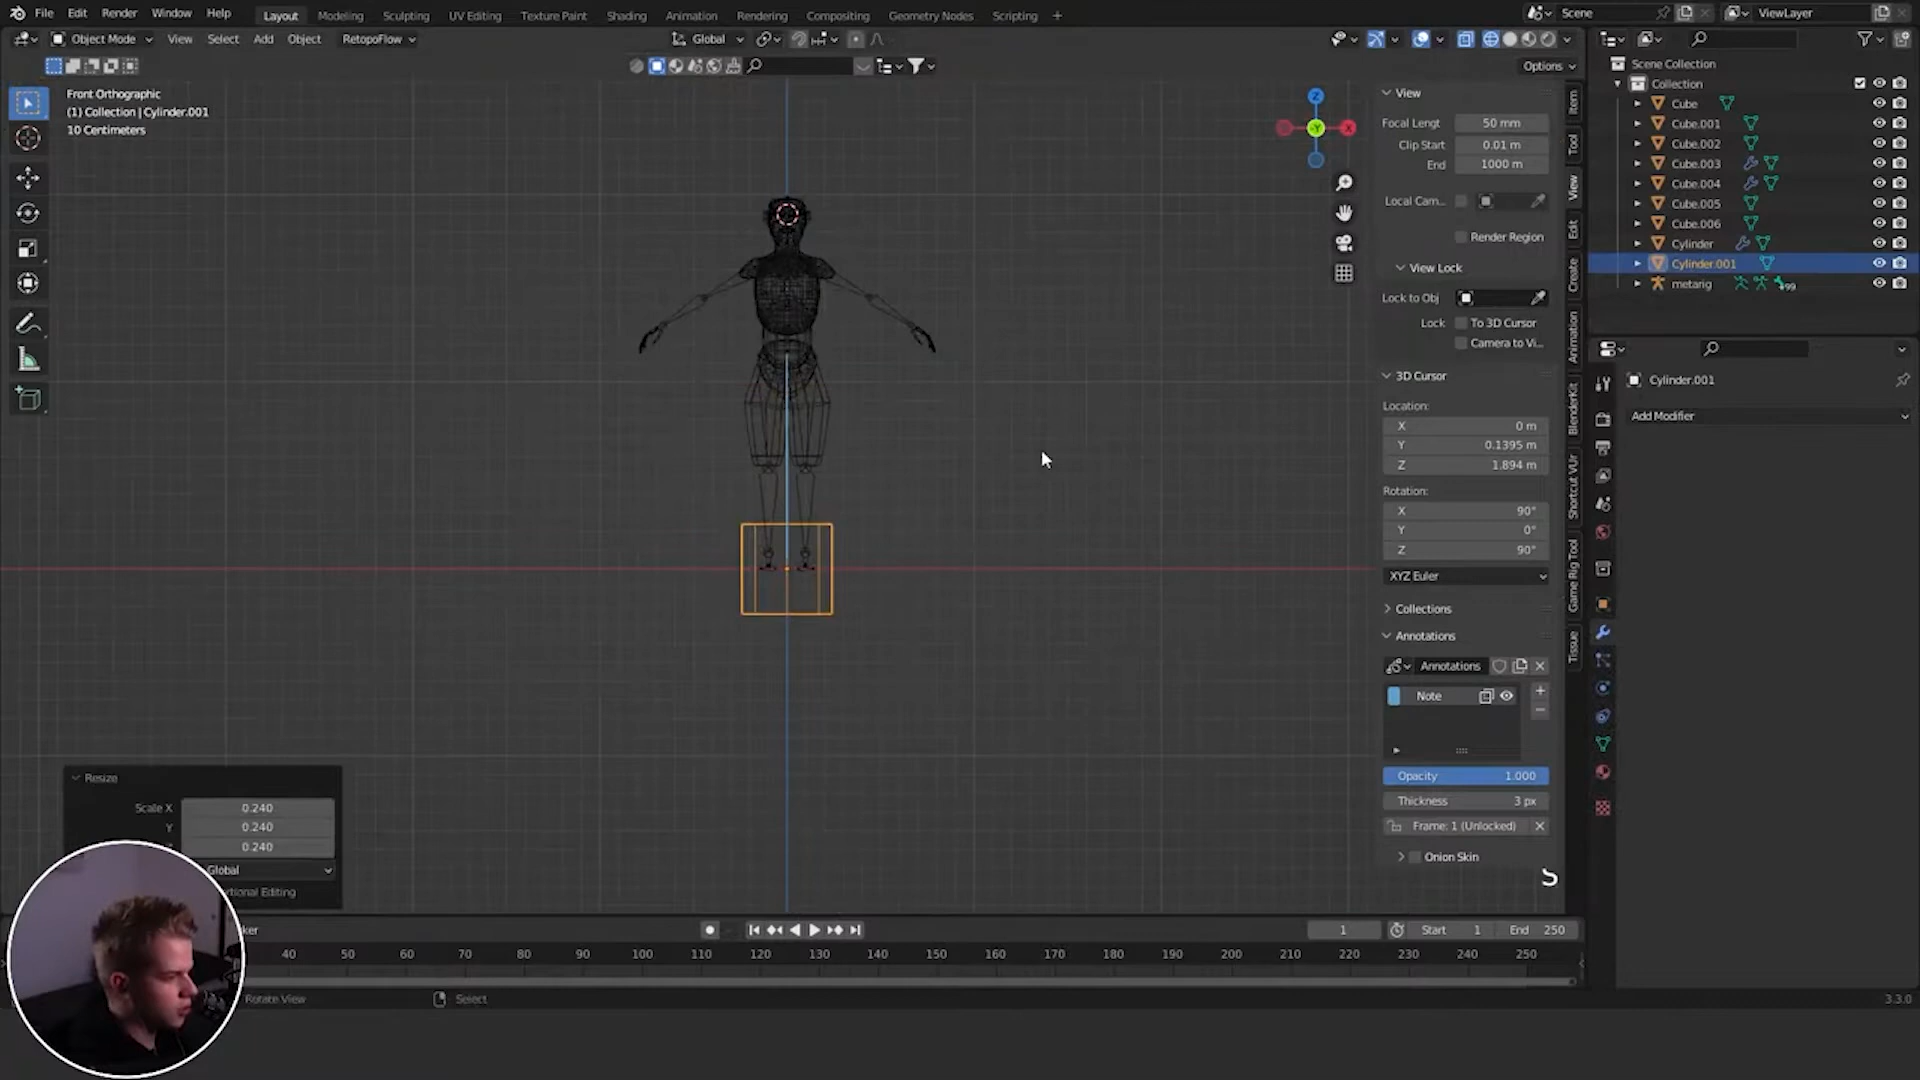 File Edit Render Window Help Layout Modeling Sculpting UV Editing Texture Paint Shading Animation Rendering Compositing Geometry Nodes Scripting + Scene ViewLayer
Object Mode View Select Add Object RetopoFlow Global
Options
Front Orthographic
(1) Collection | Cylinder.001
10 Centimeters
Z
Y
X
View
Focal Lengt 50 mm
Clip Start 0.01 m
End 1000 m
Local Cam...
Render Region
View Lock
Lock to Obj
Lock To 3D Cursor
Camera to Vi...
3D Cursor
Location:
X 0 m
Y 0.1395 m
Z 1.894 m
Rotation:
X 90°
Y 0°
Z 90°
XYZ Euler
Collections
Annotations
Annotations
Note
Opacity 1.000
Thickness 3 px
Frame: 1 (Unlocked)
Onion Skin
S
Item
Tool
View
Edit
Create
Animation
BlenderKit
Shortcut VUr
Game Rig Tool
Tissue
Scene Collection
Collection
Cube
Cube.001
Cube.002
Cube.003
Cube.004
Cube.005
Cube.006
Cylinder
Cylinder.001
metarig 99
Cylinder.001
Add Modifier
Resize
Scale X 0.240
Y 0.240
0.240
Global
rtional Editing
ker 1 Start 1 End 250
40 50 60 70 80 90 100 110 120 130 140 150 160 170 180 190 200 210 220 230 240 250
Rotate View Select 3.3.0